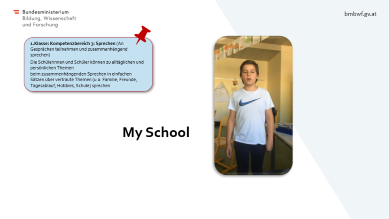 Bundesministerium
Bildung, Wissenschaft
und Forschung
bmbwf.gv.at
1.Klasse: Kompetenzbereich 3: Sprechen (An
Gesprächen teilnehmen und zusammenhängend
sprechen)
Die Schülerinnen und Schüler können zu alltäglichen und
persönlichen Themen
beim zusammenhängenden Sprechen in einfachen
Sätzen über vertraute Themen (u.a. Familie, Freunde,
Tagesablauf, Hobbies, Schule) sprechen
My School